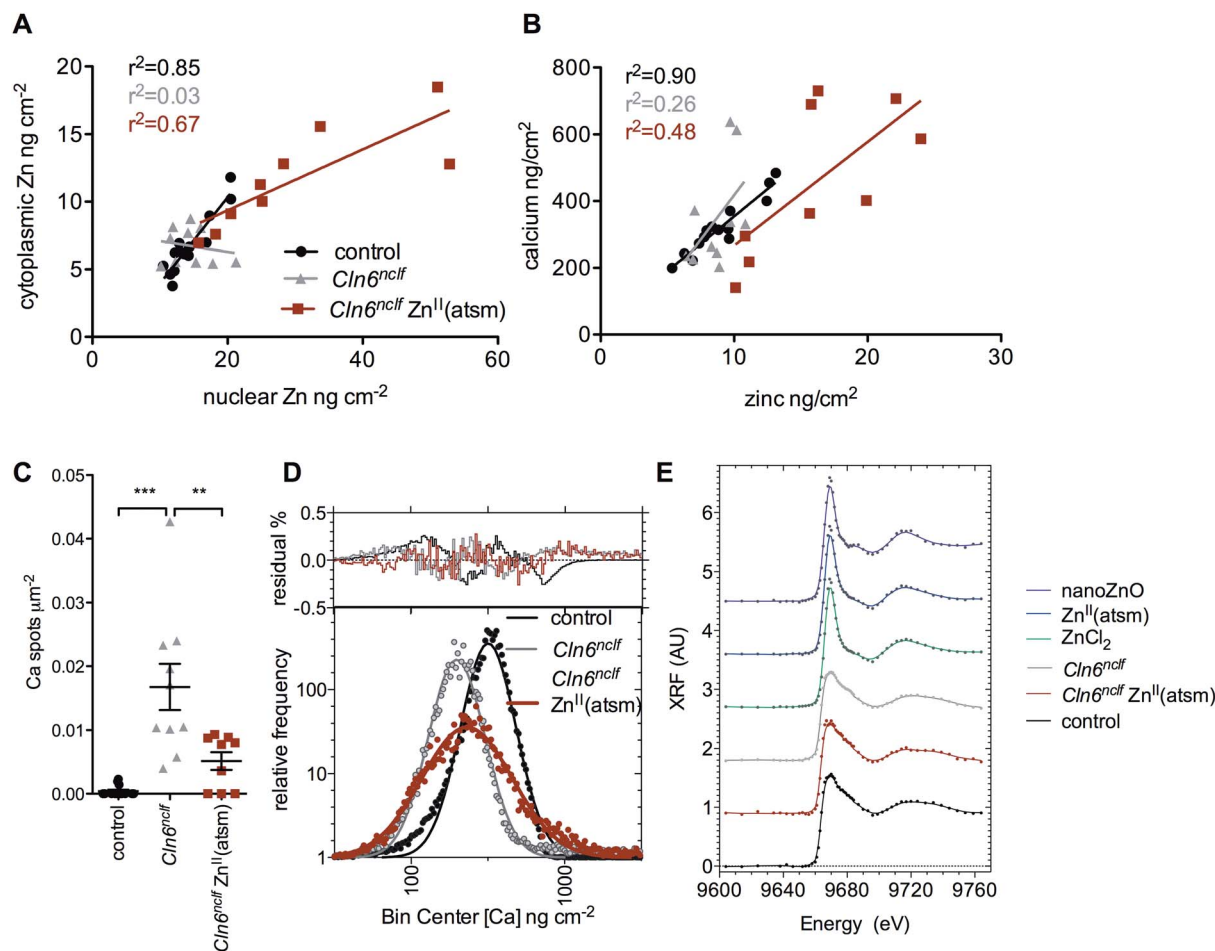 A
r²=0.85
r²=0.03
r²=0.67
20
15
10
5
0
0
20
40
60
cytoplasmic Zn ng cm⁻²
nuclear Zn ng cm⁻²
control
Cln6ⁿᶜˡᶠ
Cln6ⁿᶜˡᶠ Znᴵᴵ(atsm)
B
r²=0.90
r²=0.26
r²=0.48
800
600
400
200
0
0
10
20
30
calcium ng/cm²
zinc ng/cm²
C
0.05
0.04
0.03
0.02
0.01
0.00
Ca spots µm⁻²
***
**
control
Cln6ⁿᶜˡᶠ
Cln6ⁿᶜˡᶠ Znᴵᴵ(atsm)
D
0.5
0.0
-0.5
residual %
control
Cln6ⁿᶜˡᶠ
Cln6ⁿᶜˡᶠ
Znᴵᴵ(atsm)
100
10
1
relative frequency
100
1000
Bin Center [Ca] ng cm⁻²
E
6
5
4
3
2
1
0
XRF (AU)
9600
9640
9680
9720
9760
Energy (eV)
nanoZnO
Znᴵᴵ(atsm)
ZnCl₂
Cln6ⁿᶜˡᶠ
Cln6ⁿᶜˡᶠ Znᴵᴵ(atsm)
control